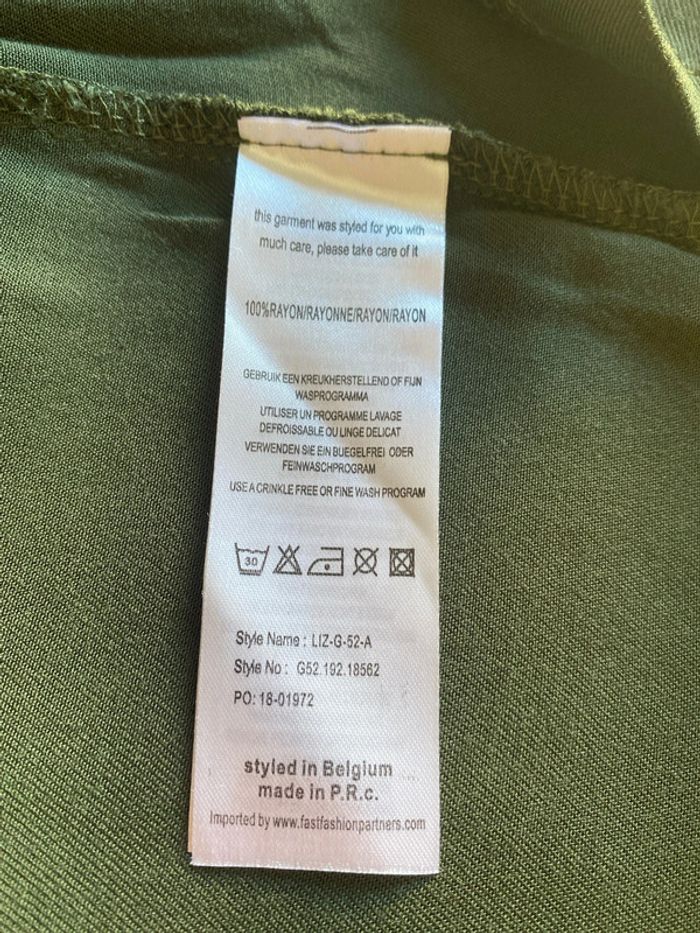 this garment was styled for you with
much care, please take care of it
100%RAYON/RAYONNE/RAYON/RAYON
GEBRUIK EEN KREUKHERSTELLEND OF FIJN
WASPROGRAMMA
UTILISER UN PROGRAMME LAVAGE
DEFROISSABLE OU LINGE DELICAT
VERWENDEN SIE EIN BUEGELFREI ODER
FEINWASCHPROGRAM
USE A CRINKLE FREE OR FINE WASH PROGRAM
30
Style Name : LIZ-G-52-A
Style No : G52.192.18562
PO: 18-01972
styled in Belgium
made in P.R.c.
Imported by www.fastfashionpartners.com